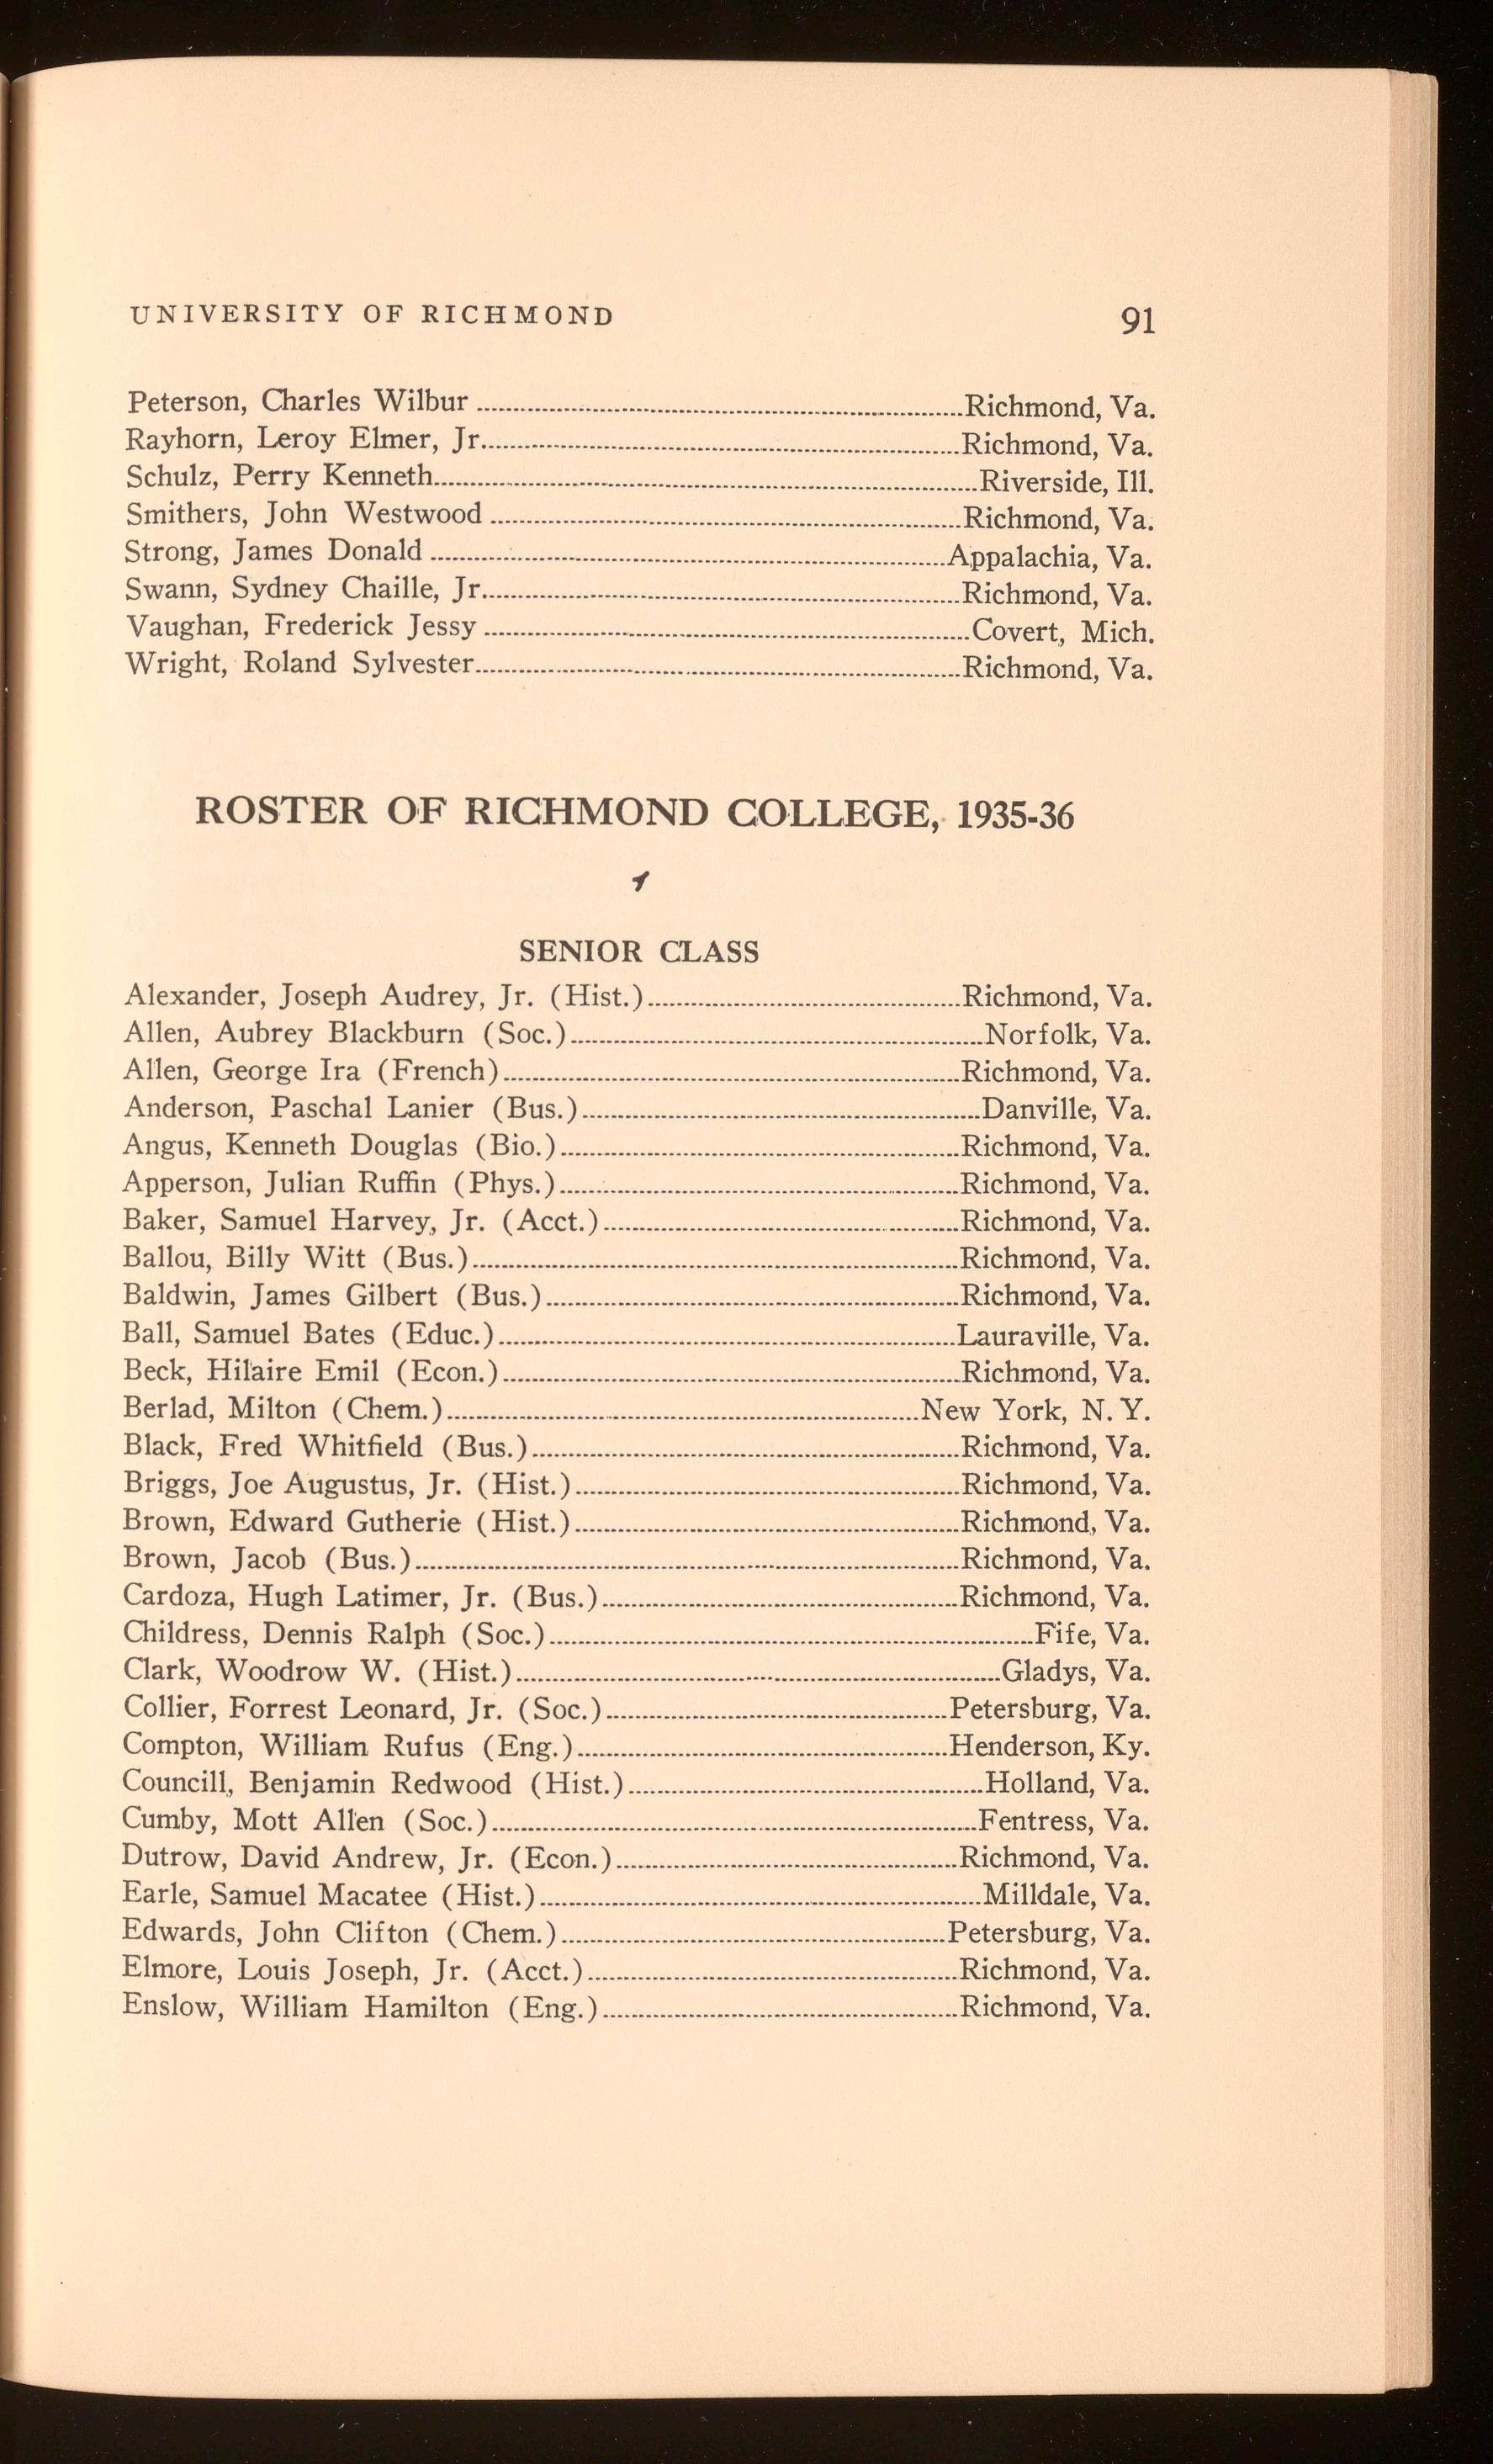 UNIVERSITY OF RICHMOND 91
Peterson, Charles Wilbur Richmond, Va.
Rayhorn, Leroy Elmer, Jr. Richmond, Va.
Schulz, Perry Kenneth Riverside, Ill.
Smithers, John Westwood Richmond, Va.
Strong, James Donald Appalachia, Va.
Swann, Sydney Chaille, Jr. Richmond, Va.
Vaughan, Frederick Jessy Covert, Mich.
Wright, Roland Sylvester Richmond, Va.
ROSTER OF RICHMOND COLLEGE, 1935-36
SENIOR CLASS
Alexander, Joseph Audrey, Jr. (Hist.) Richmond, Va.
Allen, Aubrey Blackburn (Soc.) Norfolk, Va.
Allen, George Ira (French) Richmond, Va.
Anderson, Paschal Lanier (Bus.) Danville, Va.
Angus, Kenneth Douglas (Bio.) Richmond, Va.
Apperson, Julian Ruffin (Phys.) Richmond, Va.
Baker, Samuel Harvey, Jr. (Acct.) Richmond, Va.
Ballou, Billy Witt (Bus.) Richmond, Va.
Baldwin, James Gilbert (Bus.) Richmond, Va.
Ball, Samuel Bates (Educ.) Lauraville, Va.
Beck, Hilaire Emil (Econ.) Richmond, Va.
Berlad, Milton (Chem.) New York, N. Y.
Black, Fred Whitfield (Bus.) Richmond, Va.
Briggs, Joe Augustus, Jr. (Hist.) Richmond, Va.
Brown, Edward Gutherie (Hist.) Richmond, Va.
Brown, Jacob (Bus.) Richmond, Va.
Cardoza, Hugh Latimer, Jr. (Bus.) Richmond, Va.
Childress, Dennis Ralph (Soc.) Fife, Va.
Clark, Woodrow W. (Hist.) Gladys, Va.
Collier, Forrest Leonard, Jr. (Soc.) Petersburg, Va.
Compton, William Rufus (Eng.) Henderson, Ky.
Councill, Benjamin Redwood (Hist.) Holland, Va.
Cumby, Mott Allen (Soc.) Fentress, Va.
Dutrow, David Andrew, Jr. (Econ.) Richmond, Va.
Earle, Samuel Macatee (Hist.) Milldale, Va.
Edwards, John Clifton (Chem.) Petersburg, Va.
Elmore, Louis Joseph, Jr. (Acct.) Richmond, Va.
Enslow, William Hamilton (Eng.) Richmond, Va.